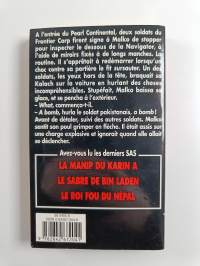 A l'entrée du Pearl Continental, deux soldats du
Frontier Corp firent signe à Malko de stopper
pour inspecter le dessous de la Navigator, à
l'aide de miroirs fixés à de longs manches. La
routine. Il s'apprêtait à redémarrer lorsqu'un
choc contre sa portière le fit sursauter. Un des
soldats, les yeux hors de la tête, braquait sa
Kalach sur la voiture en hurlant des choses
incompréhensibles. Stupéfait, Malko baissa sa
glace, et se pencha à l'extérieur.
- What, commença-t-il.
- A bomb, hurla le soldat pakistanais, a bomb !
Avant de détaler, suivi des autres soldats. Malko
sentit son pouls grimper en flèche. Il était assis sur
une charge explosive et ignorait quand elle allait
se déclencher.
Avez-vous lu les derniers SAS
LA MANIP DU KARIN A
LE SABRE DE BIN LADEN
LE ROI FOU DU NÉPAL